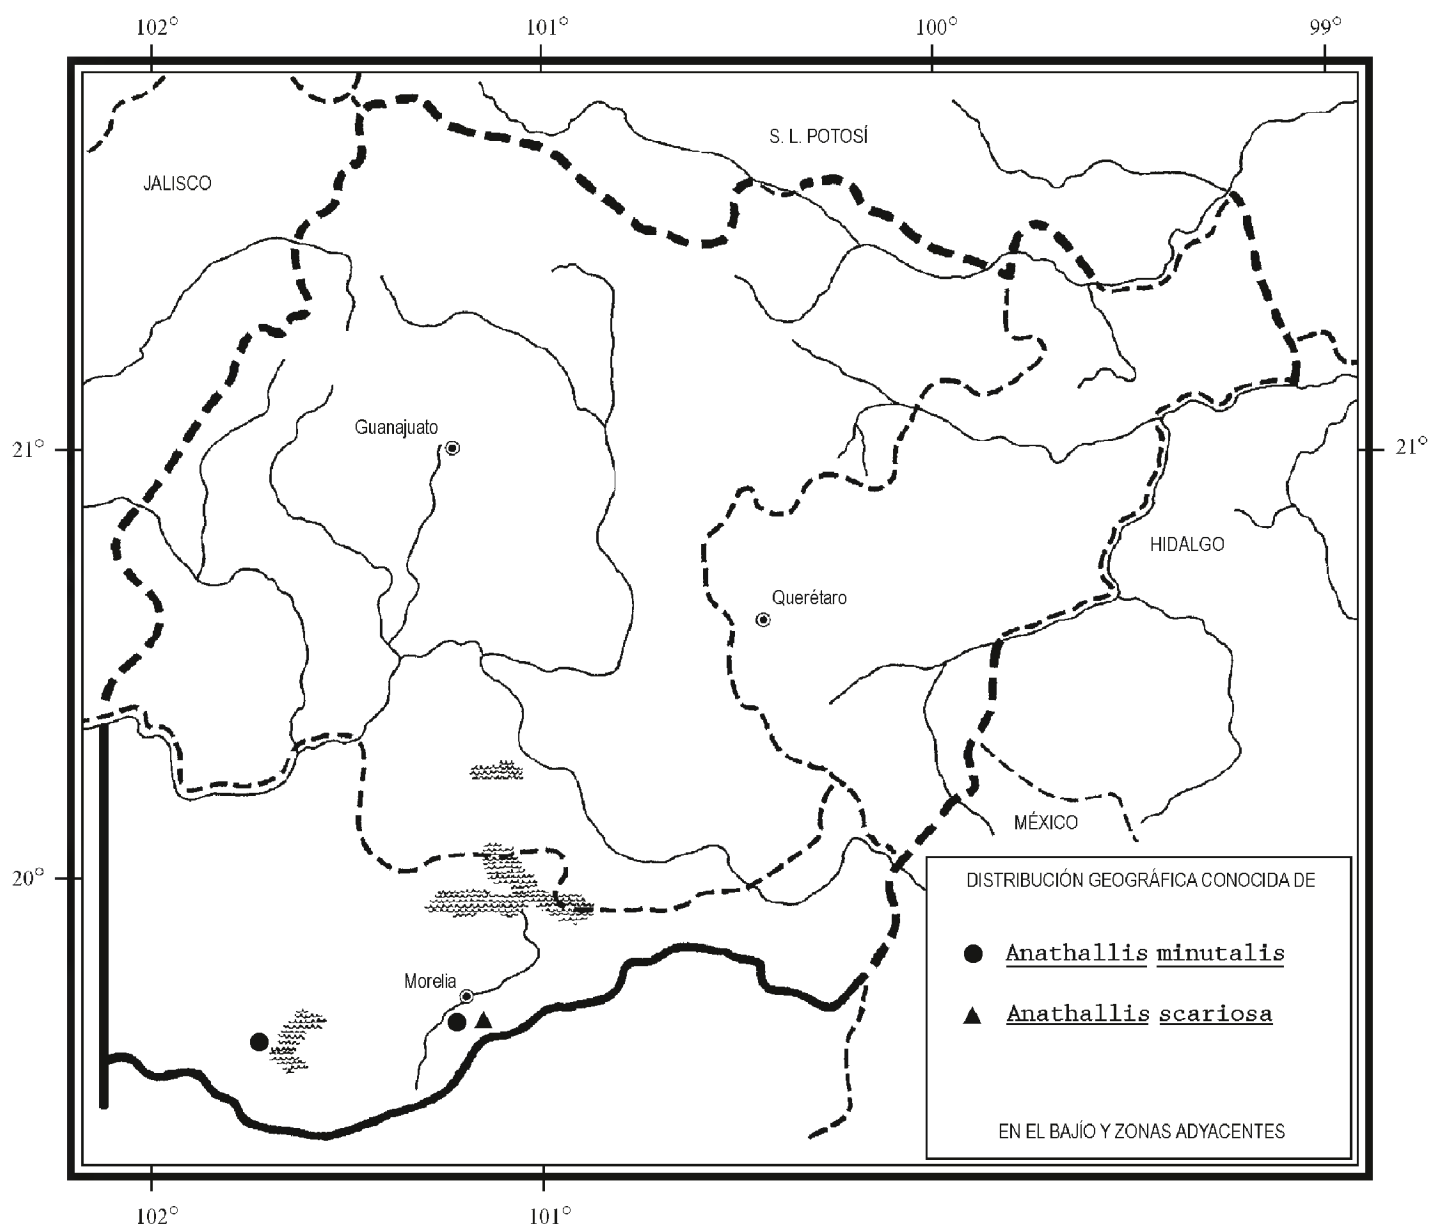 102° 101° 100° 99°
S. L. POTOSÍ
JALISCO
Guanajuato
21° 21°
HIDALGO
Querétaro
MÉXICO
20°
DISTRIBUCIÓN GEOGRÁFICA CONOCIDA DE
Anathallis minutalis
Morelia
Anathallis scariosa
EN EL BAJÍO Y ZONAS ADYACENTES
102° 101°